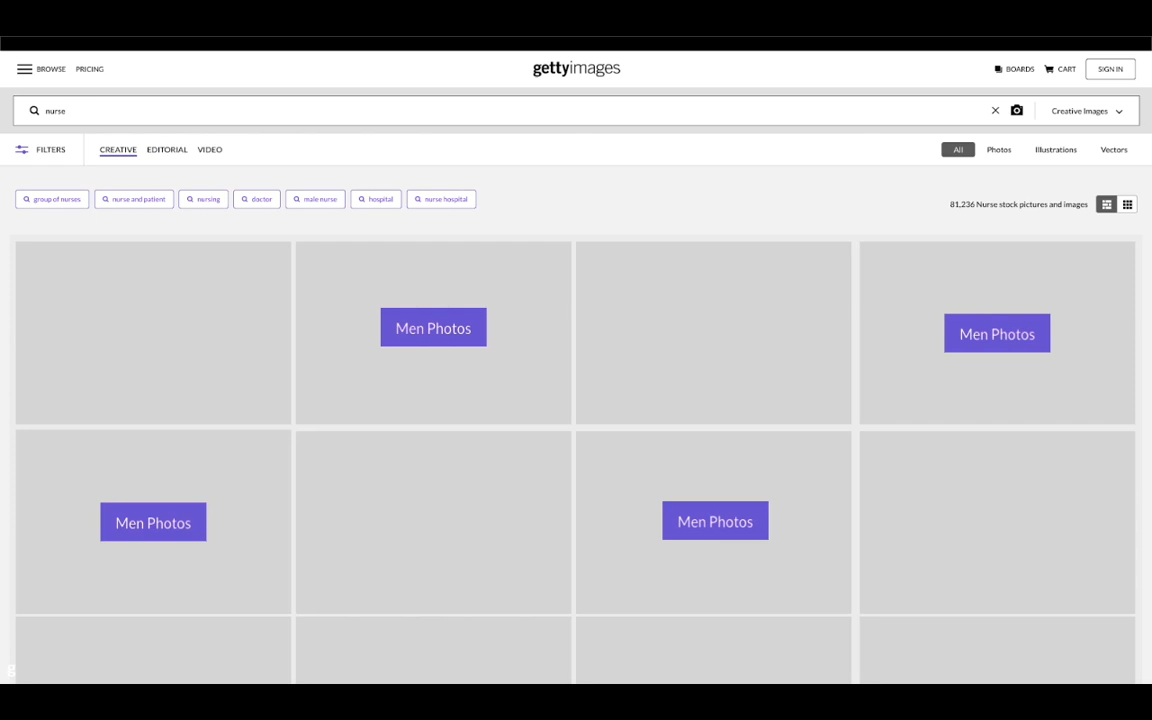 BROWSE PRICING gettyimages BOARDS CART SIGN IN
nurse Creative Images
FILTERS CREATIVE EDITORIAL VIDEO All Photos Illustrations Vectors
group of nurses nurse and patient nursing doctor male nurse hospital nurse hospital 81,236 Nurse stock pictures and images
Men Photos
Men Photos
Men Photos
Men Photos